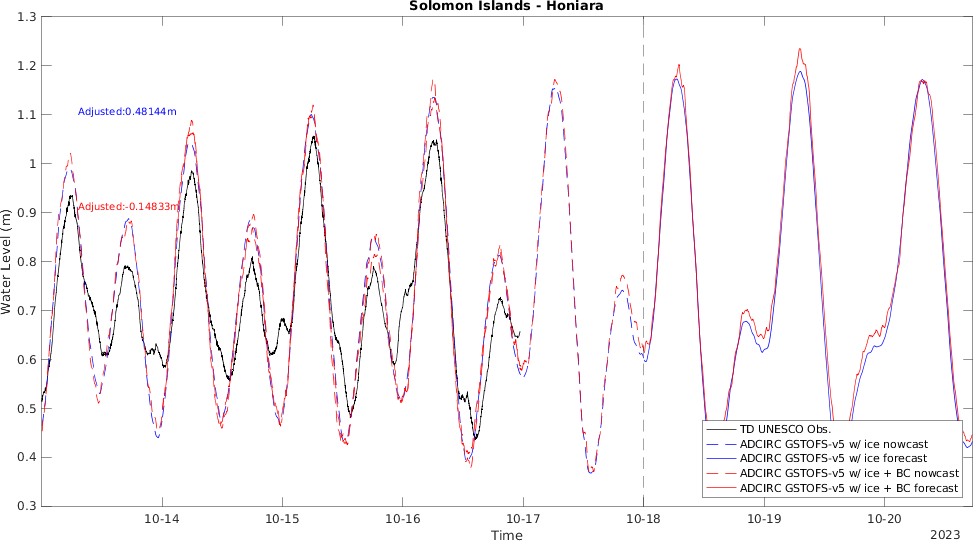 Solomon Islands - Honiara
1.3
1.2
1.1
1
0.9
0.8
0.7
0.6
0.5
0.4
0.3
Water Level (m)
Adjusted:0.48144m
Adjusted:-0.14833m
TD UNESCO Obs.
ADCIRC GSTOFS-v5 w/ ice nowcast
ADCIRC GSTOFS-v5 w/ ice forecast
ADCIRC GSTOFS-v5 w/ ice + BC nowcast
ADCIRC GSTOFS-v5 w/ ice + BC forecast
10-14 10-15 10-16 10-17 10-18 10-19 10-20
Time
2023